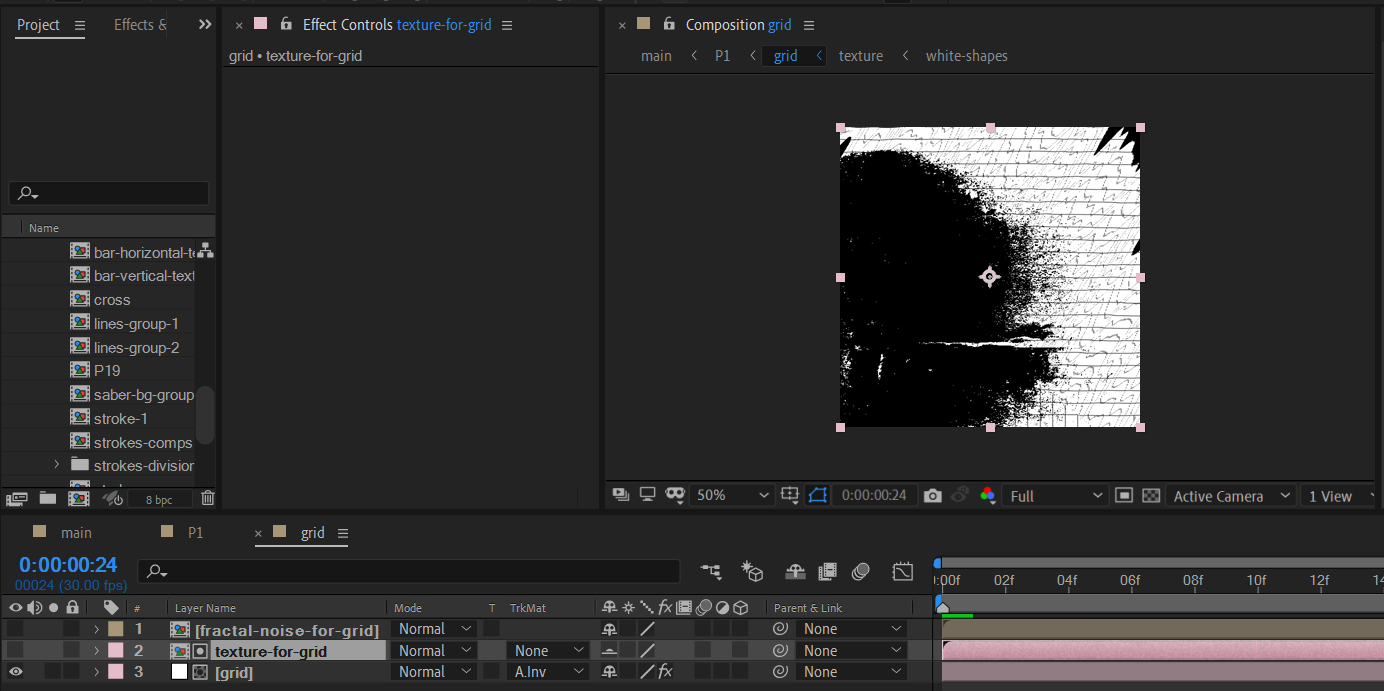 Project
Effects &
Effect Controls texture-for-grid
grid • texture-for-grid
Composition grid
main
P1
grid
texture
white-shapes
Name
bar-horizontal-te
bar-vertical-text
cross
lines-group-1
lines-group-2
P19
saber-bg-group
stroke-1
strokes-comps
strokes-division
8 bpc
50%
0:00:00:24
Full
Active Camera
1 View
main
P1
grid
0:00:00:24
00024 (30.00 fps)
:00f 02f 04f 06f 08f 10f 12f 14
# Layer Name Mode T TrkMat Parent & Link
1 [fractal-noise-for-grid] Normal None
2 texture-for-grid Normal None None
3 [grid] Normal A.Inv None